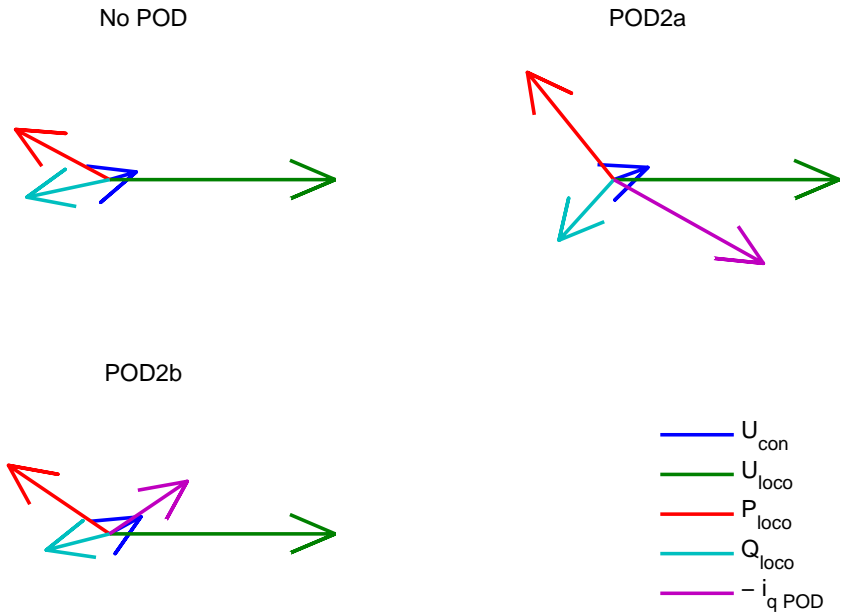 No POD
POD2a
POD2b
U_con
U_loco
P_loco
Q_loco
− i_q POD